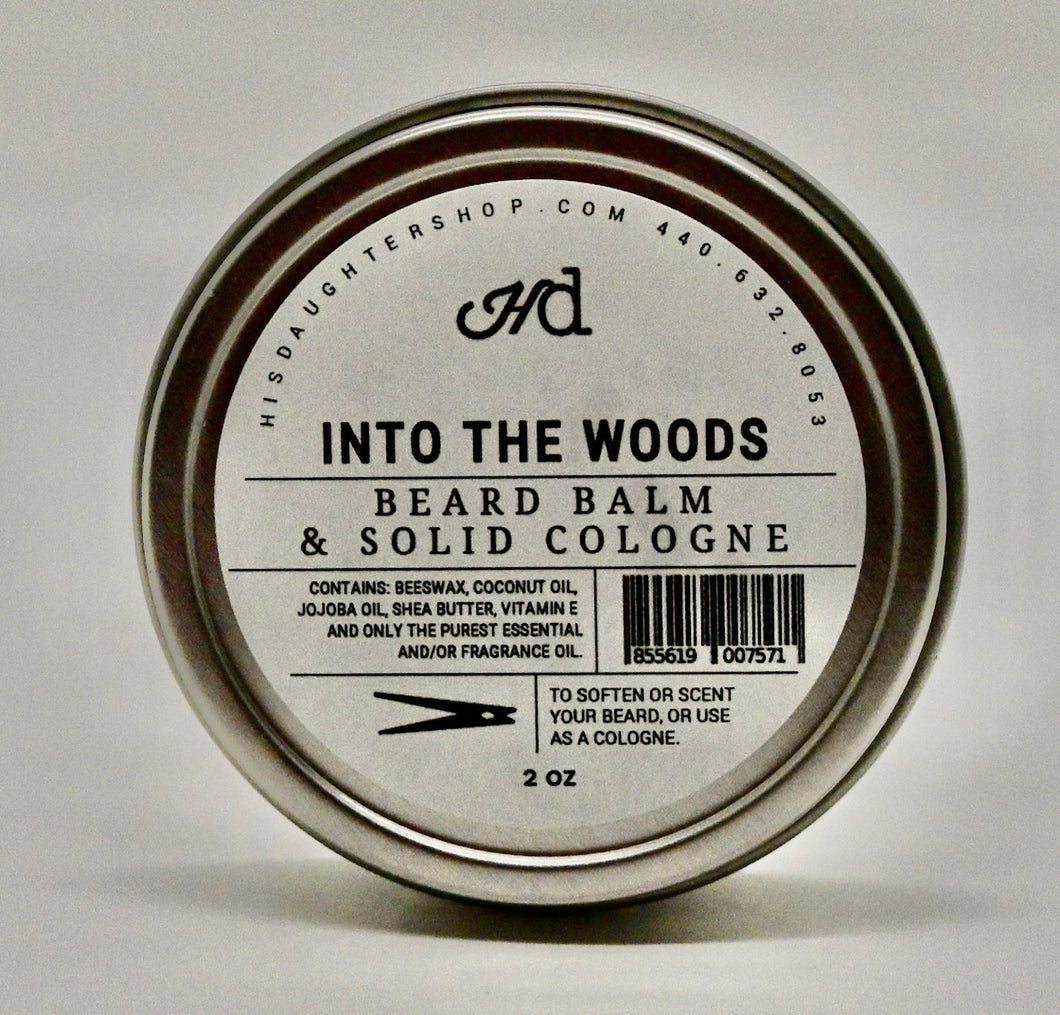 HISDAUGHTERSHOP.COM 440.632.8053
Hd
INTO THE WOODS
BEARD BALM
& SOLID COLOGNE
CONTAINS: BEESWAX, COCONUT OIL,
JOJOBA OIL, SHEA BUTTER, VITAMIN E
AND ONLY THE PUREST ESSENTIAL
AND/OR FRAGRANCE OIL.
855619 007571
TO SOFTEN OR SCENT
YOUR BEARD, OR USE
AS A COLOGNE.
2 OZ